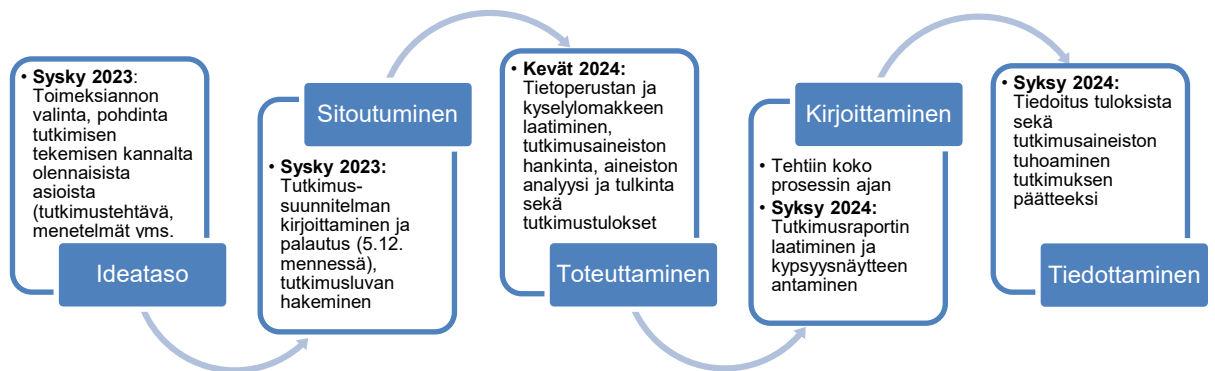 • Sysky 2023:
Toimeksiannon
valinta, pohdinta
tutkimisen
tekemisen kannalta
olennaisista
asioista
(tutkimustehtävä,
menetelmät yms.
Ideataso
Sitoutuminen
• Sysky 2023:
Tutkimus-
suunnitelman
kirjoittaminen ja
palautus (5.12.
mennessä),
tutkimusluvan
hakeminen
• Kevät 2024:
Tietoperustan ja
kyselylomakkeen
laatiminen,
tutkimusaineiston
hankinta, aineiston
analyysi ja tulkinta
sekä
tutkimustulokset
Toteuttaminen
Kirjoittaminen
• Tehtiin koko
prosessin ajan
• Syksy 2024:
Tutkimusraportin
laatiminen ja
kypsyysnäytteen
antaminen
• Syksy 2024:
Tiedoitus tuloksista
sekä
tutkimusaineiston
tuhoaminen
tutkimuksen
päätteeksi
Tiedottaminen